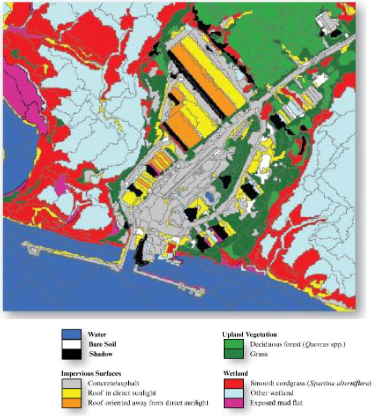 Water
Bare Soil
Shadow
Impervious Surfaces
Concrete/asphalt
Roof in direct sunlight
Roof oriented away from direct sunlight
Upland Vegetation
Deciduous forest (Quercus spp.)
Grass
Wetland
Smooth cordgrass (Spartina alterniflora)
Other wetland
Exposed mud flat